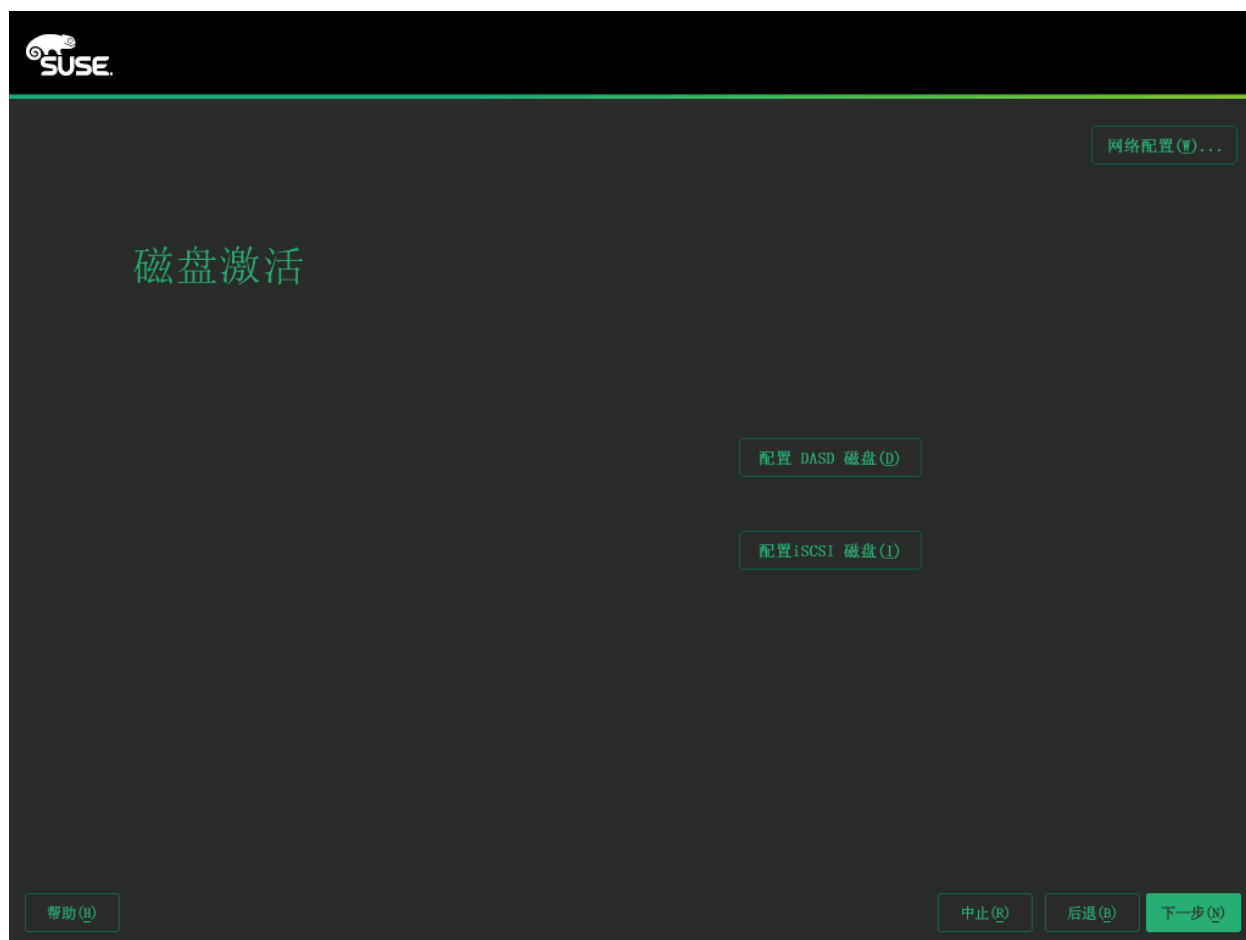 SUSE.
网络配置(W)...
磁盘激活
配置 DASD 磁盘(D)
配置iSCSI 磁盘(I)
帮助(H)
中止(R)
后退(B)
下一步(N)